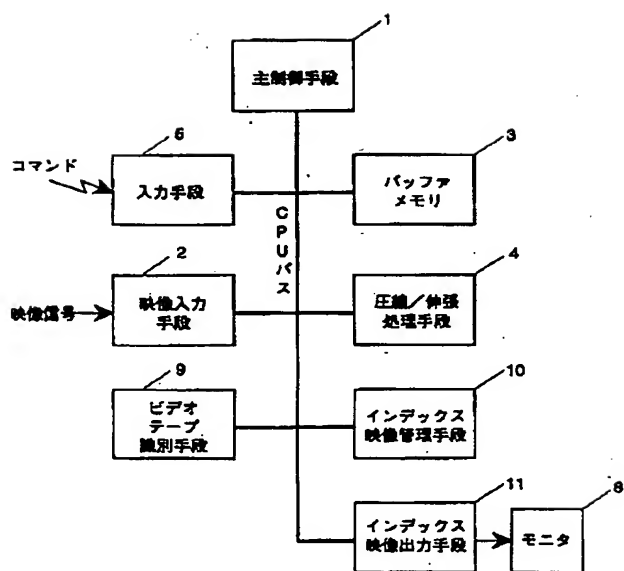 1
主制御手段
5
コマンド
入力手段
3
バッファ
メモリ
CPUバス
2
映像信号
映像入力
手段
4
圧縮/伸張
処理手段
9
ビデオ
テープ
識別手段
10
インデックス
映像管理手段
11
インデックス
映像出力手段
8
モニタ